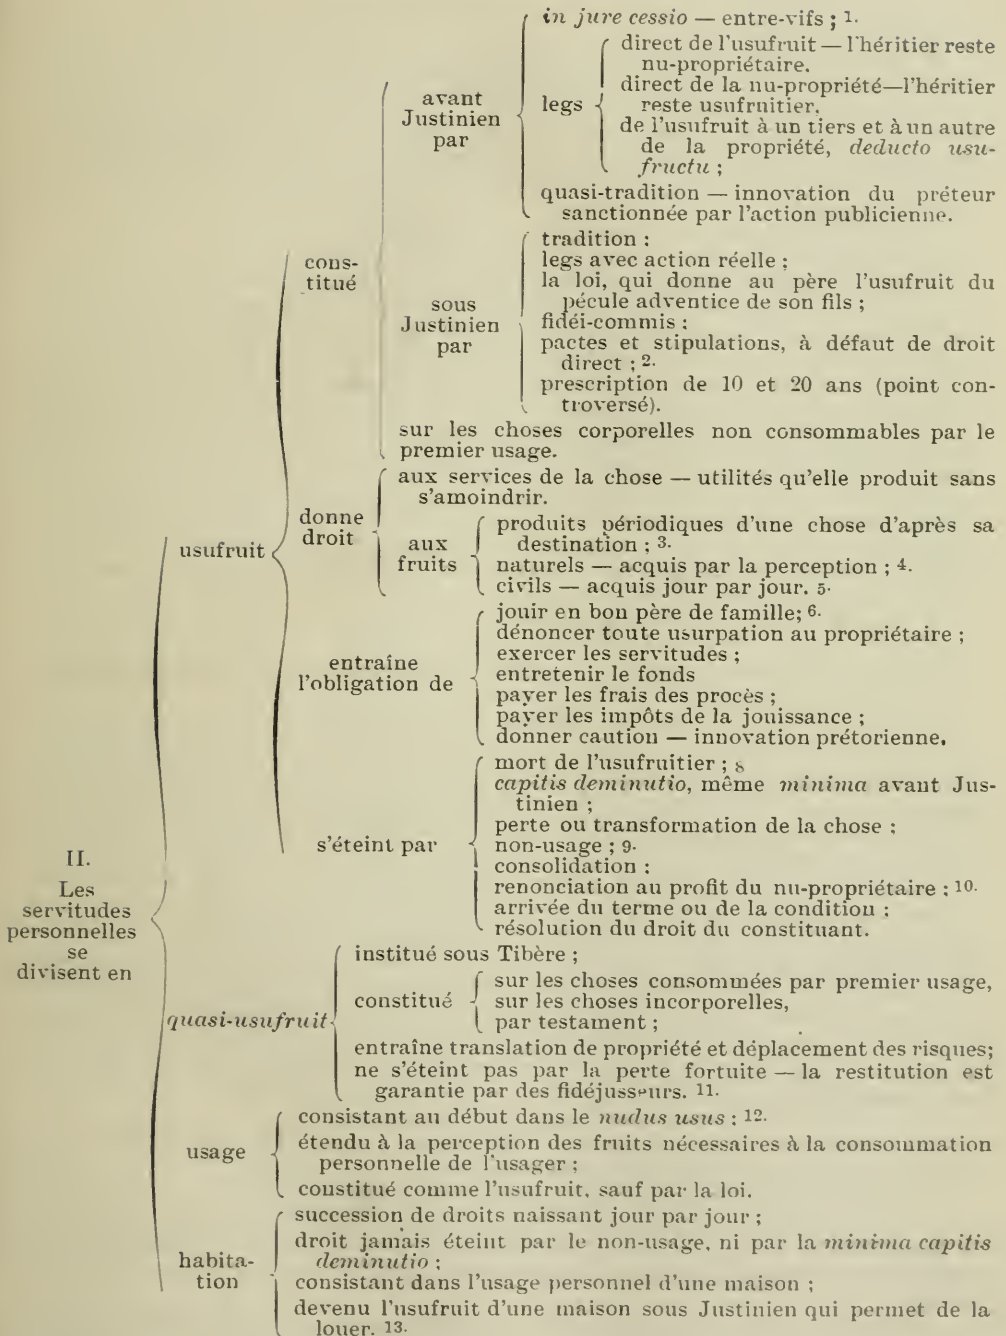 II.
Les
servitudes
personnelles
se
divisent en
usufruit
cons-
titué
avant
Justinien
par
in jure cessio — entre-vifs ; 1.
legs
direct de l'usufruit — l'héritier reste
nu-propriétaire.
direct de la nu-propriété—l'héritier
reste usufruitier.
de l'usufruit à un tiers et à un autre
de la propriété, deducto usu-
fructu ;
quasi-tradition — innovation du préteur
sanctionnée par l'action publicienne.
sous
Justinien
par
tradition :
legs avec action réelle ;
la loi, qui donne au père l'usufruit du
pécule adventice de son fils ;
fidéi-commis :
pactes et stipulations, à défaut de droit
direct ; 2.
prescription de 10 et 20 ans (point con-
troversé).
sur les choses corporelles non consommables par le
premier usage.
donne
droit
aux services de la chose — utilités qu'elle produit sans
s'amoindrir.
aux
fruits
produits périodiques d'une chose d'après sa
destination ; 3.
naturels — acquis par la perception ; 4.
civils — acquis jour par jour. 5.
entraîne
l'obligation de
jouir en bon père de famille; 6.
dénoncer toute usurpation au propriétaire ;
exercer les servitudes ;
entretenir le fonds
payer les frais des procès ;
payer les impôts de la jouissance ;
donner caution — innovation prétorienne.
s'éteint par
mort de l'usufruitier ; 8
capitis deminutio, même minima avant Jus-
tinien ;
perte ou transformation de la chose ;
non-usage ; 9.
consolidation :
renonciation au profit du nu-propriétaire : 10.
arrivée du terme ou de la condition ;
résolution du droit du constituant.
quasi-usufruit
institué sous Tibère ;
constitué
sur les choses consommées par premier usage,
sur les choses incorporelles,
par testament ;
entraîne translation de propriété et déplacement des risques;
ne s'éteint pas par la perte fortuite — la restitution est
garantie par des fidéjusseurs. 11.
usage
consistant au début dans le nudus usus : 12.
étendu à la perception des fruits nécessaires à la consommation
personnelle de l'usager ;
constitué comme l'usufruit, sauf par la loi.
habita-
tion
succession de droits naissant jour par jour ;
droit jamais éteint par le non-usage, ni par la minima capitis
deminutio ;
consistant dans l'usage personnel d'une maison ;
devenu l'usufruit d'une maison sous Justinien qui permet de la
louer. 13.